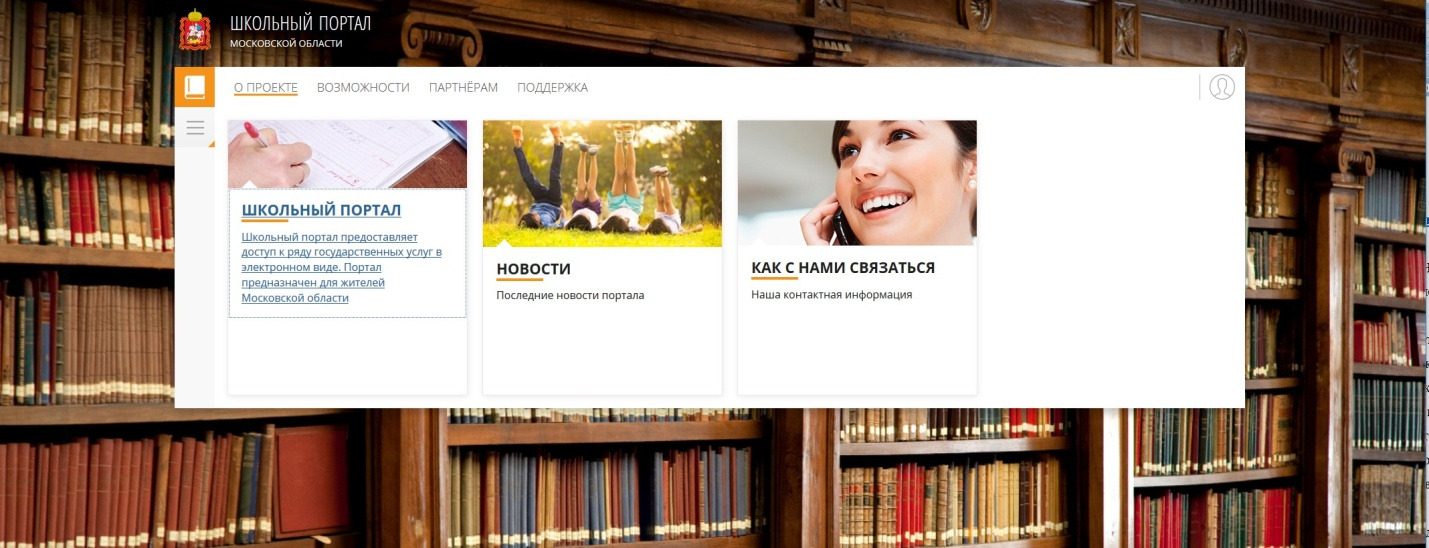 ШКОЛЬНЫЙ ПОРТАЛ
МОСКОВСКОЙ ОБЛАСТИ
О ПРОЕКТЕ ВОЗМОЖНОСТИ ПАРТНЁРАМ ПОДДЕРЖКА
ШКОЛЬНЫЙ ПОРТАЛ
Школьный портал предоставляет
доступ к ряду государственных услуг в
электронном виде. Портал
предназначен для жителей
Московской области
НОВОСТИ
Последние новости портала
КАК С НАМИ СВЯЗАТЬСЯ
Наша контактная информация